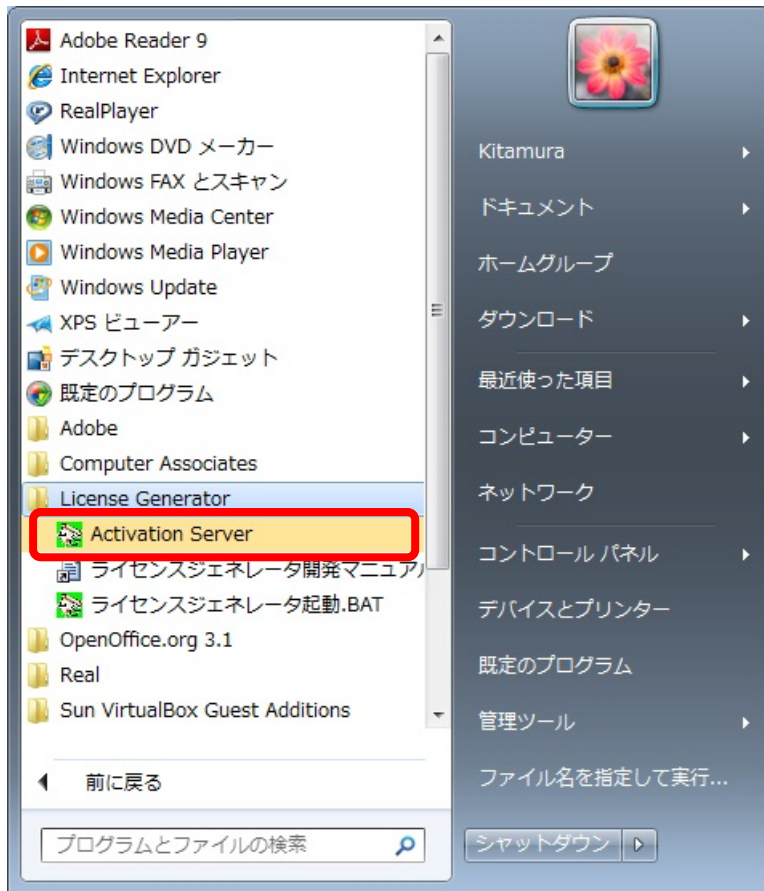 Adobe Reader 9
Internet Explorer
RealPlayer
Windows DVD メーカー
Windows FAX とスキャン
Windows Media Center
Windows Media Player
Windows Update
XPS ビューアー
デスクトップ ガジェット
既定のプログラム
Adobe
Computer Associates
License Generator
Activation Server
ライセンスジェネレータ開発マニュアル
ライセンスジェネレータ起動.BAT
OpenOffice.org 3.1
Real
Sun VirtualBox Guest Additions
前に戻る
プログラムとファイルの検索
Kitamura
ドキュメント
ホームグループ
ダウンロード
最近使った項目
コンピューター
ネットワーク
コントロール パネル
デバイスとプリンター
既定のプログラム
管理ツール
ファイル名を指定して実行...
シャットダウン